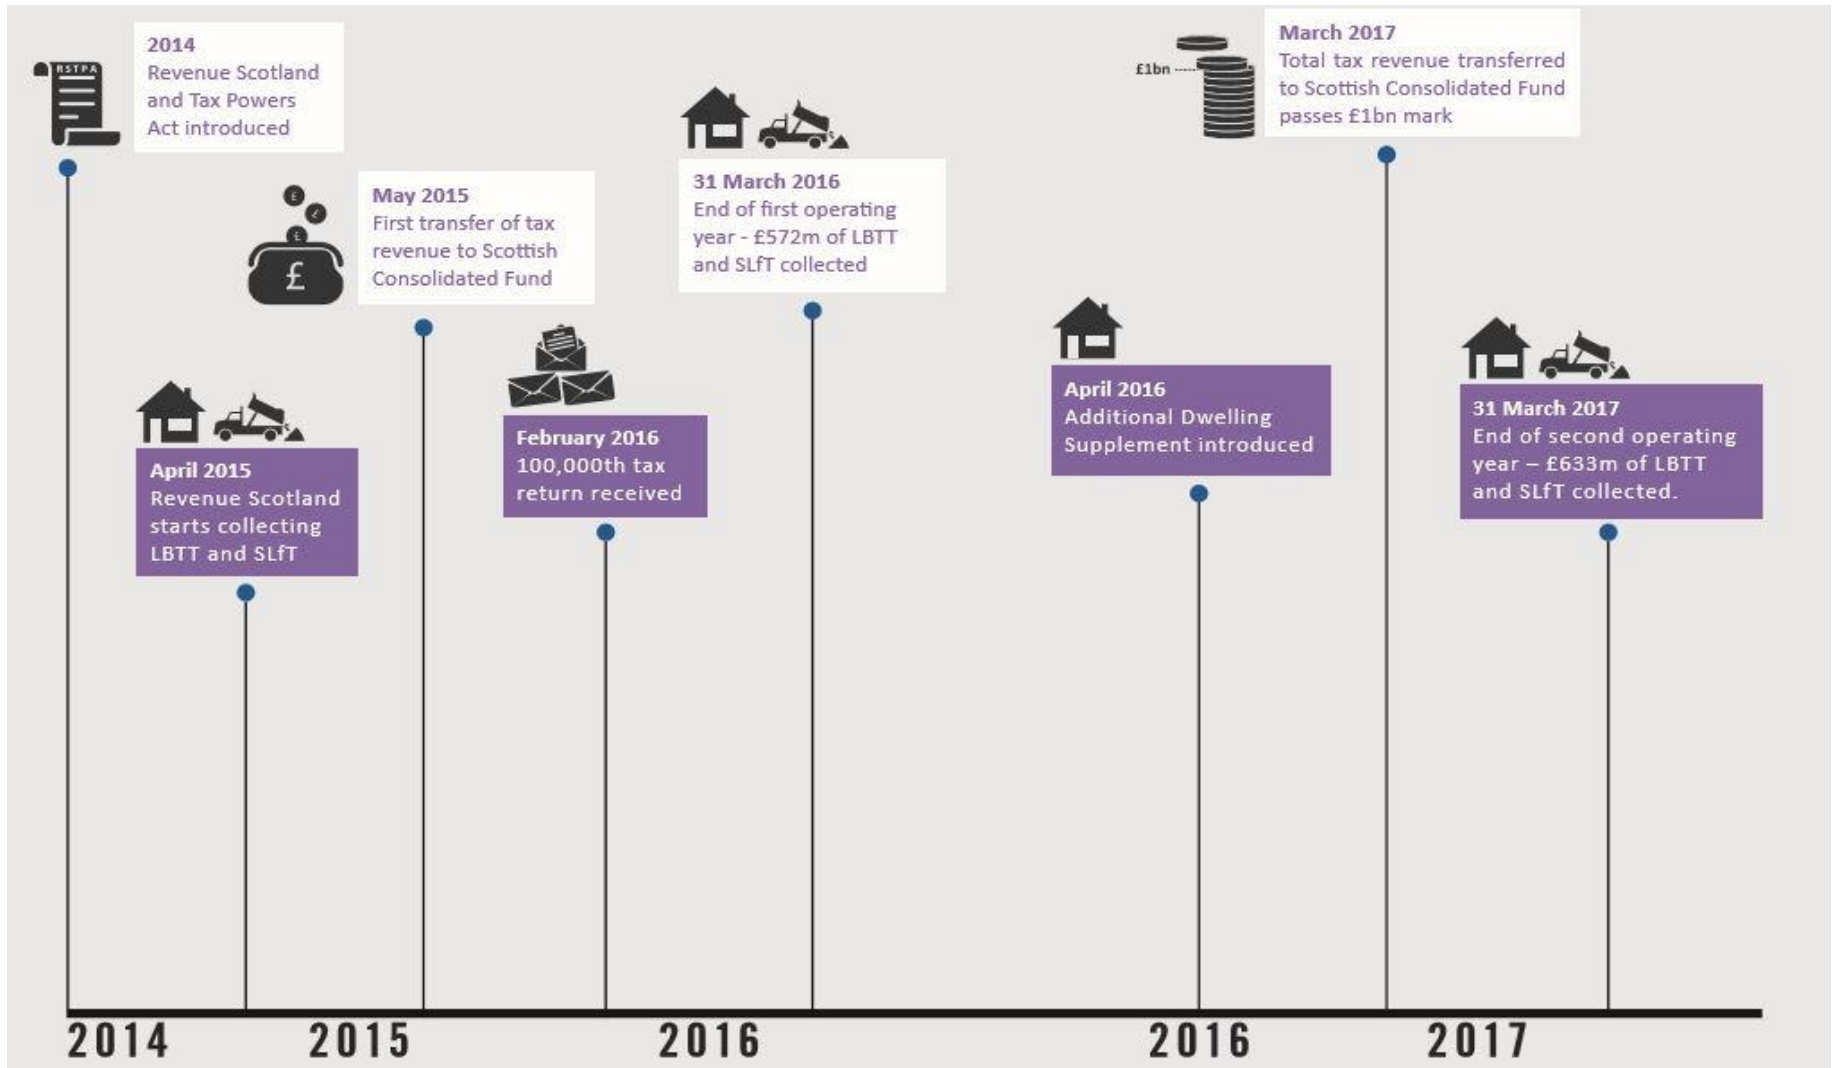 RSTPA
2014
Revenue Scotland
and Tax Powers
Act introduced
April 2015
Revenue Scotland
starts collecting
LBTT and SLfT
£
£
£
£
May 2015
First transfer of tax
revenue to Scottish
Consolidated Fund
February 2016
100,000th tax
return received
31 March 2016
End of first operating
year - £572m of LBTT
and SLfT collected
April 2016
Additional Dwelling
Supplement introduced
£1bn
March 2017
Total tax revenue transferred
to Scottish Consolidated Fund
passes £1bn mark
31 March 2017
End of second operating
year – £633m of LBTT
and SLfT collected.
2014
2015
2016
2016
2017